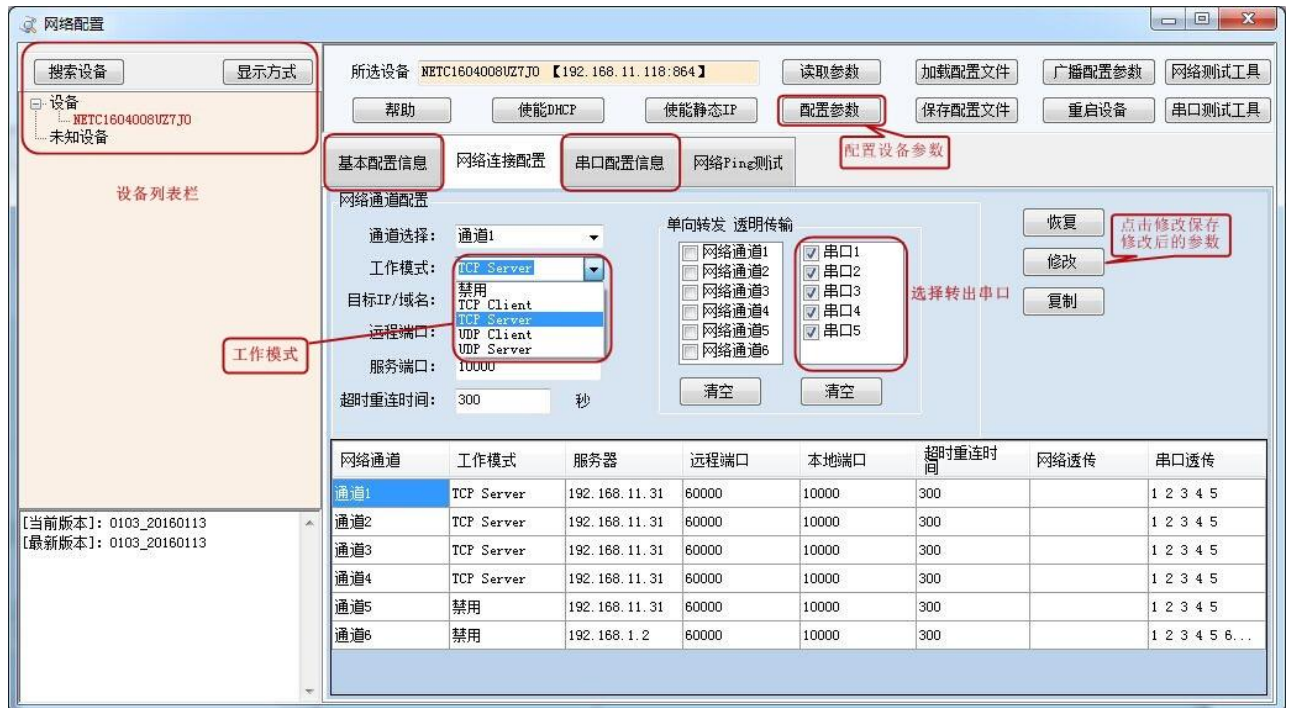 网络配置
搜索设备 显示方式
设备
NETC1604008UZ7J0
未知设备
设备列表栏
[当前版本]: 0103_20160113
[最新版本]: 0103_20160113
所选设备 NETC1604008UZ7J0 【192.168.11.118:864】 读取参数 加载配置文件 广播配置参数 网络测试工具
帮助 使能DHCP 使能静态IP 配置参数 保存配置文件 重启设备 串口测试工具
配置设备参数
基本配置信息 网络连接配置 串口配置信息 网络Ping测试
网络通道配置
通道选择: 通道1
工作模式: TCP Server
禁用
TCP Client
TCP Server
UDP Client
UDP Server
工作模式
目标IP/域名:
远程端口:
服务端口: 10000
超时重连时间: 300 秒
单向转发 透明传输
网络通道1 串口1
网络通道2 串口2
网络通道3 串口3
网络通道4 串口4
网络通道5 串口5
网络通道6
选择转出串口
清空 清空
恢复
修改
复制
点击修改保存
修改后的参数
网络通道 工作模式 服务器 远程端口 本地端口 超时重连时间 网络透传 串口透传
通道1 TCP Server 192.168.11.31 60000 10000 300 1 2 3 4 5
通道2 TCP Server 192.168.11.31 60000 10000 300 1 2 3 4 5
通道3 TCP Server 192.168.11.31 60000 10000 300 1 2 3 4 5
通道4 TCP Server 192.168.11.31 60000 10000 300 1 2 3 4 5
通道5 禁用 192.168.11.31 60000 10000 300 1 2 3 4 5
通道6 禁用 192.168.1.2 60000 10000 300 1 2 3 4 5 6...